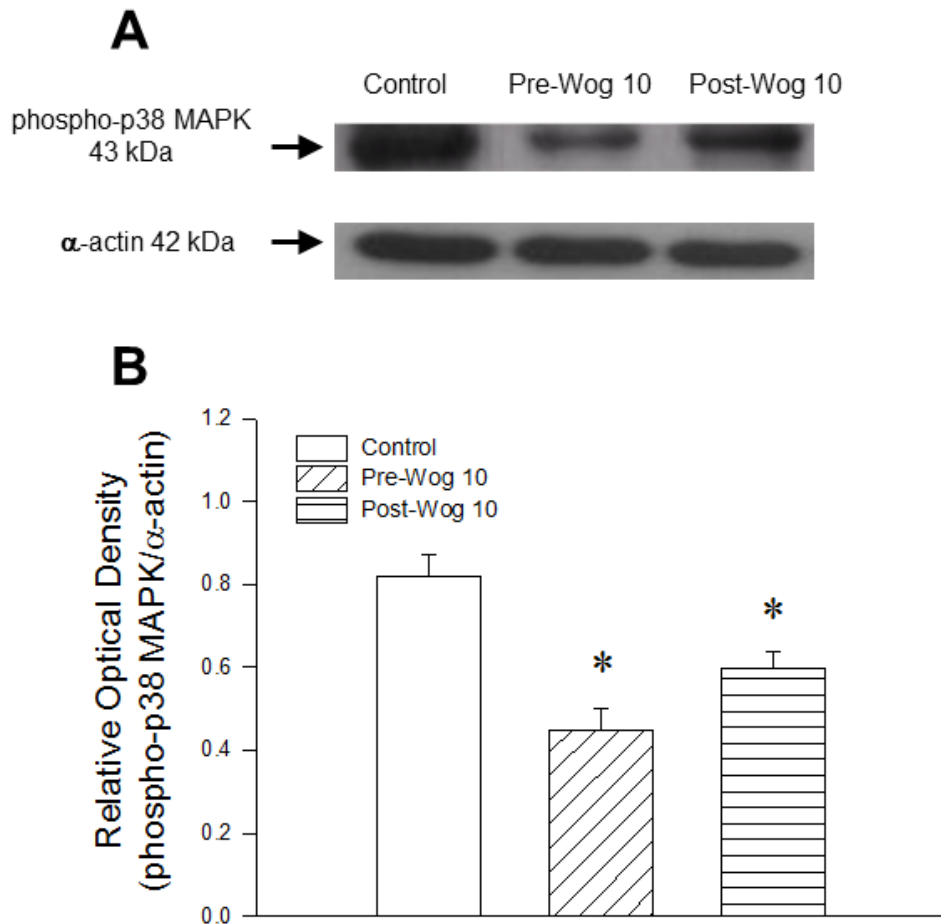 A
Control Pre-Wog 10 Post-Wog 10
phospho-p38 MAPK
43 kDa
α-actin 42 kDa
B
Relative Optical Density
(phospho-p38 MAPK/α-actin)
1.2
1.0
0.8
0.6
0.4
0.2
0.0
Control
Pre-Wog 10
Post-Wog 10
*
*